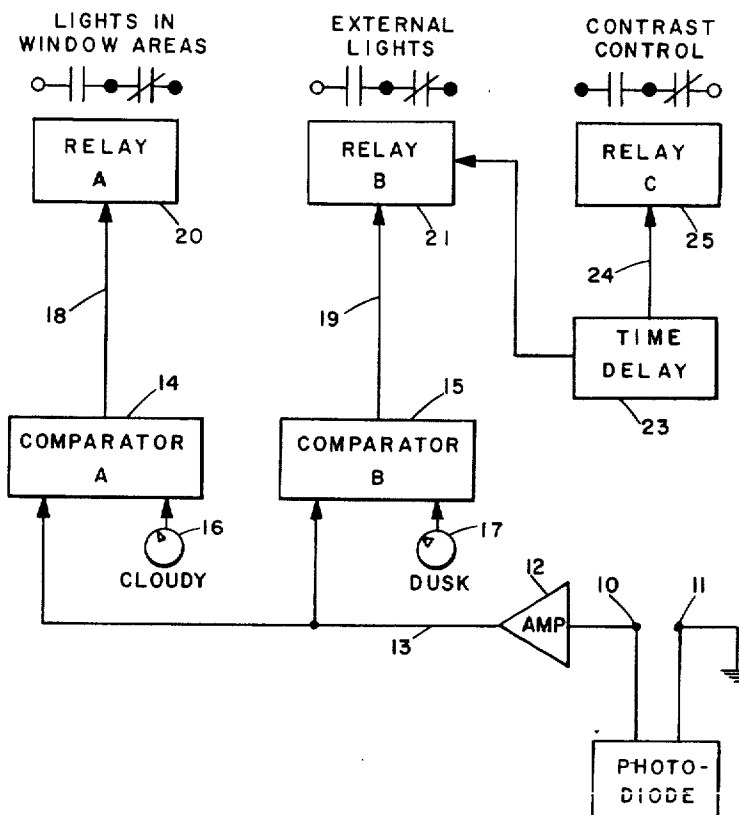 LIGHTS IN
WINDOW AREAS
EXTERNAL
LIGHTS
CONTRAST
CONTROL
RELAY
A
20
RELAY
B
21
RELAY
C
25
18
19
24
TIME
DELAY
23
14
COMPARATOR
A
15
COMPARATOR
B
16
CLOUDY
17
DUSK
12
AMP
13
10
11
PHOTO-
DIODE